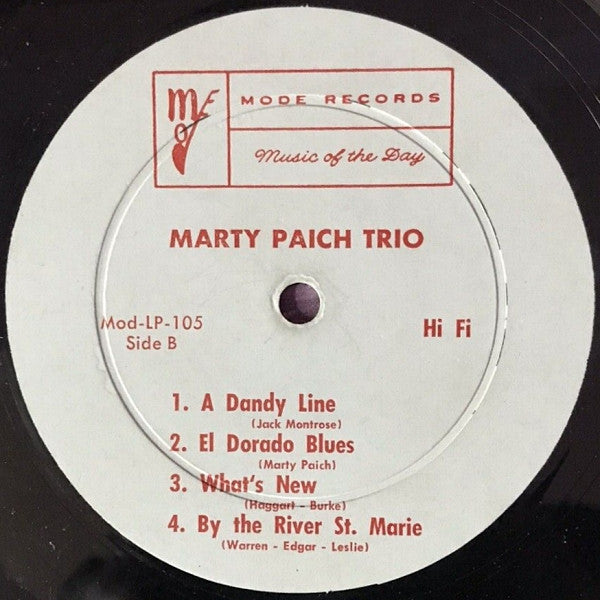 MoDE
MODE RECORDS
Music of the Day
MARTY PAICH TRIO
Mod-LP-105
Side B
Hi Fi
1. A Dandy Line
(Jack Montrose)
2. El Dorado Blues
(Marty Paich)
3. What's New
(Haggart - Burke)
4. By the River St. Marie
(Warren - Edgar - Leslie)